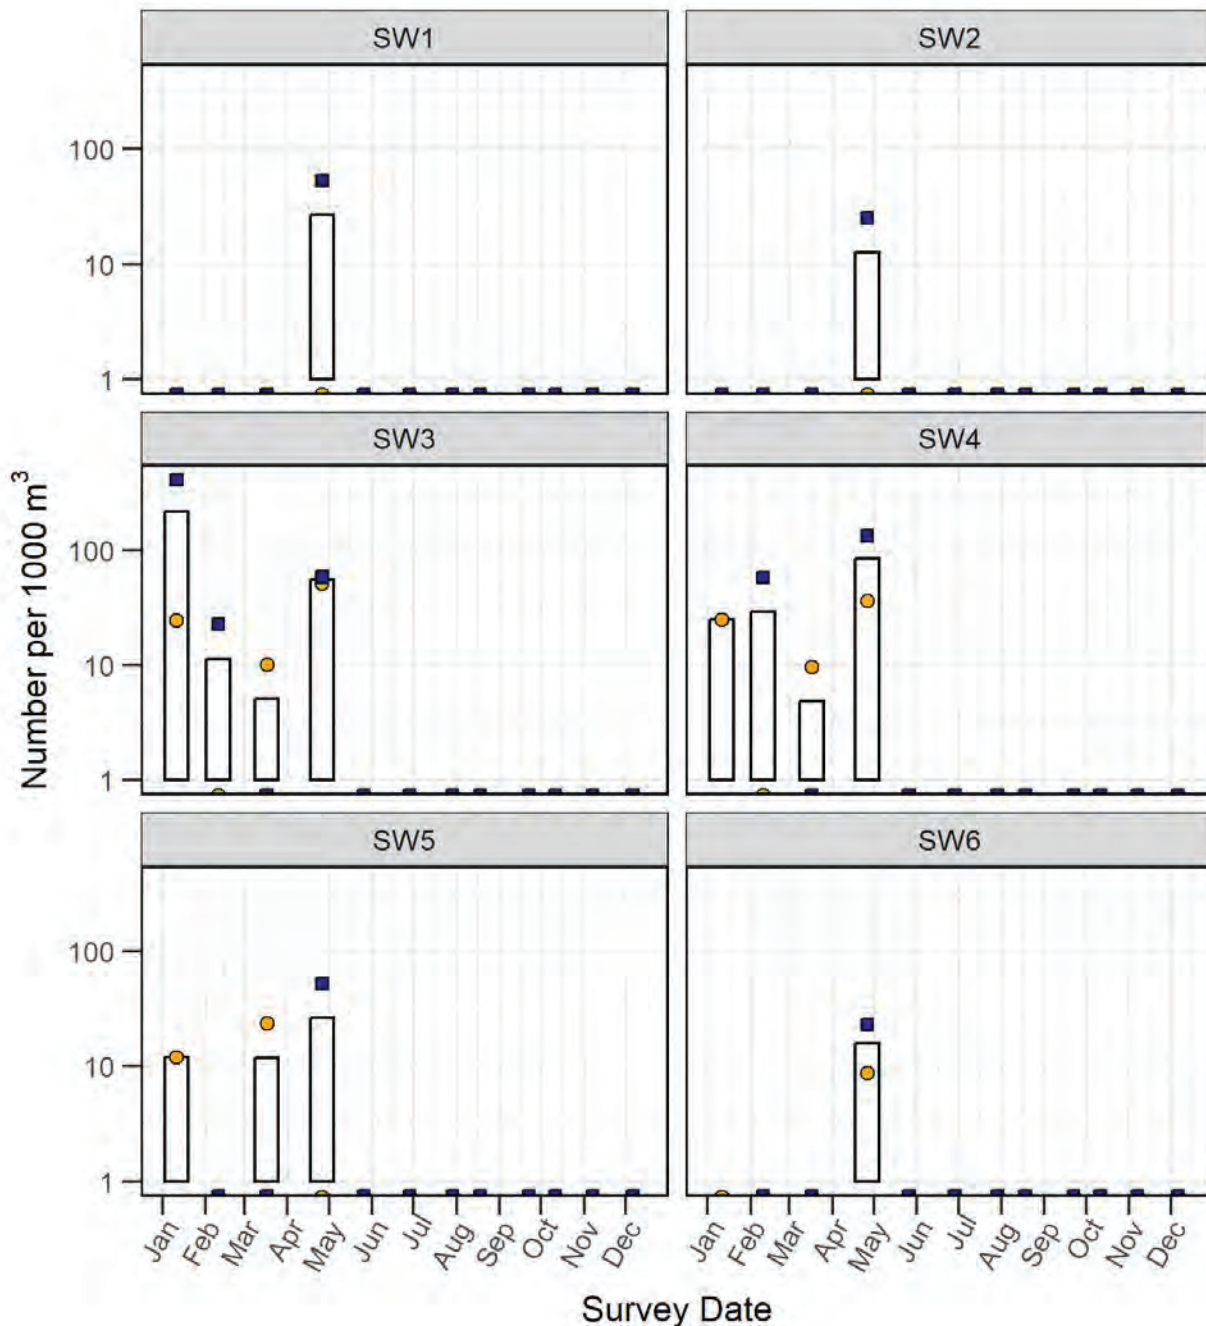 SW1 SW2
100
10
1
SW3 SW4
100
10
1
SW5 SW6
100
10
1
Number per 1000 m³
Jan Feb Mar Apr May Jun Jul Aug Sep Oct Nov Dec Jan Feb Mar Apr May Jun Jul Aug Sep Oct Nov Dec
Survey Date